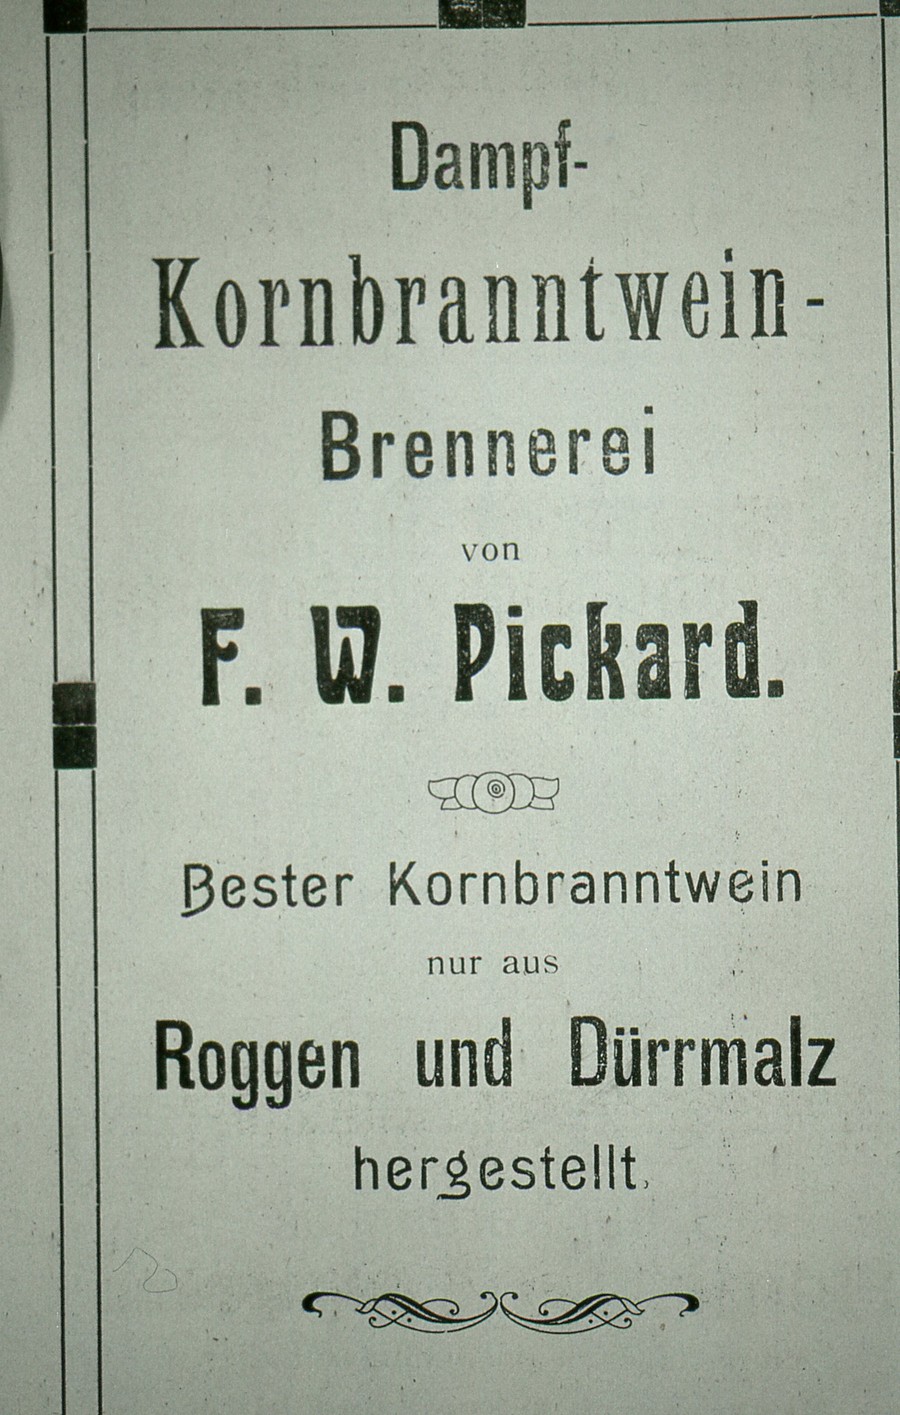 Dampf-
Kornbranntwein-
Brennerei
von
F. W. Pickard.
Bester Kornbranntwein
nur aus
Roggen und Dürrmalz
hergestellt,